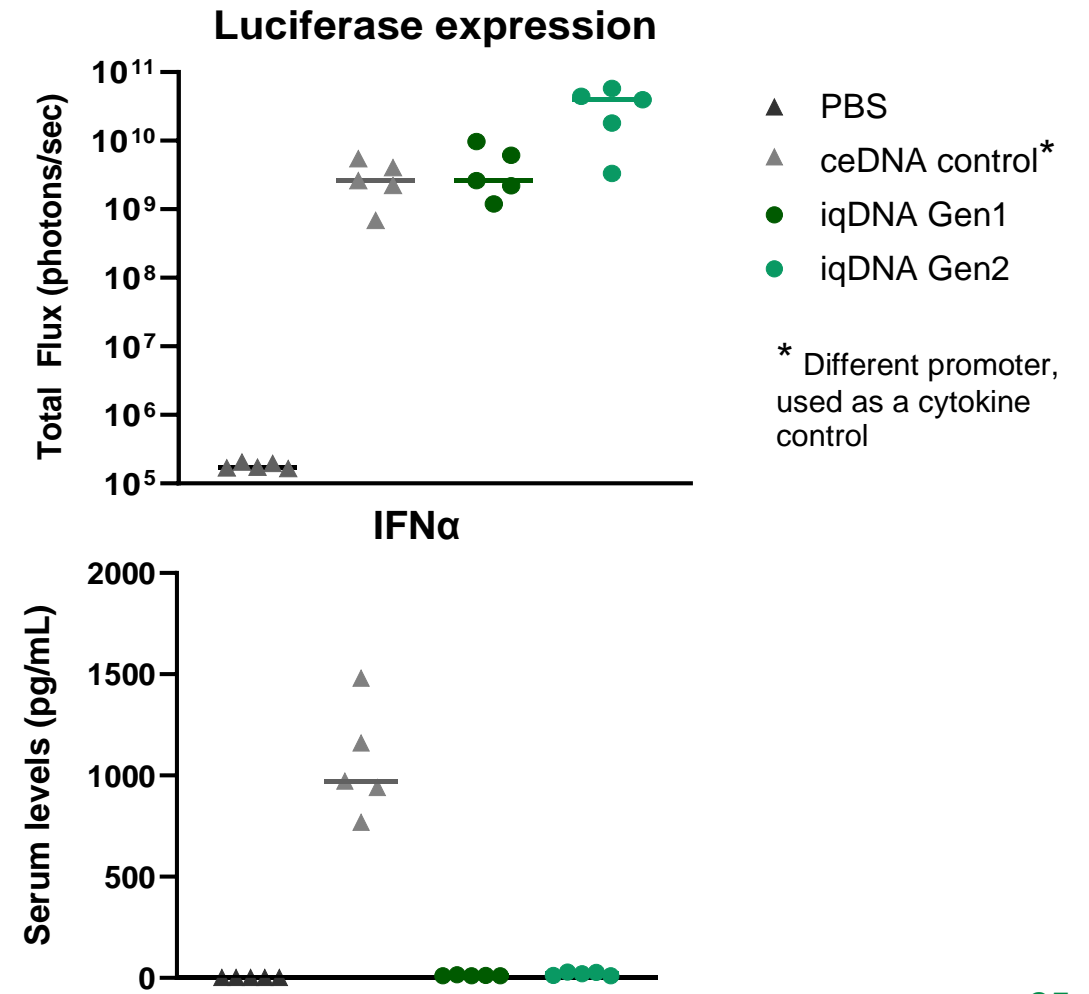 Luciferase expression
Total Flux (photons/sec)
10¹¹
10¹⁰
10⁹
10⁸
10⁷
10⁶
10⁵
PBS
ceDNA control*
iqDNA Gen1
iqDNA Gen2
* Different promoter,
used as a cytokine
control
IFNα
Serum levels (pg/mL)
2000
1500
1000
500
0